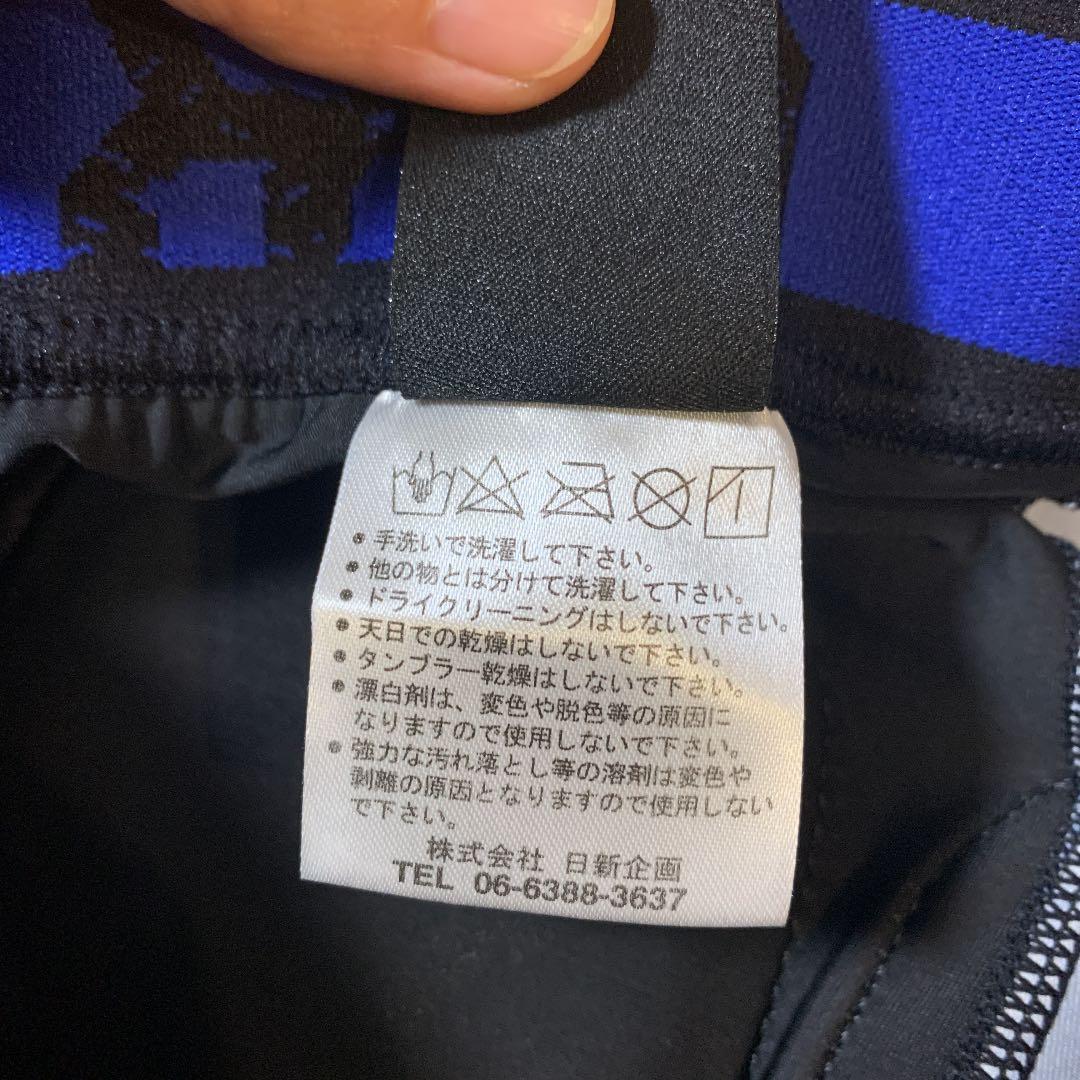 • 手洗いで洗濯して下さい。
• 他の物とは分けて洗濯して下さい。
• ドライクリーニングはしないで下さい。
• 天日での乾燥はしないで下さい。
• タンブラー乾燥はしないで下さい。
• 漂白剤は、変色や脱色等の原因に
なりますので使用しないで下さい。
• 強力な汚れ落とし等の溶剤は変色や
剥離の原因となりますので使用しない
で下さい。
株式会社 日新企画
TEL 06-6388-3637